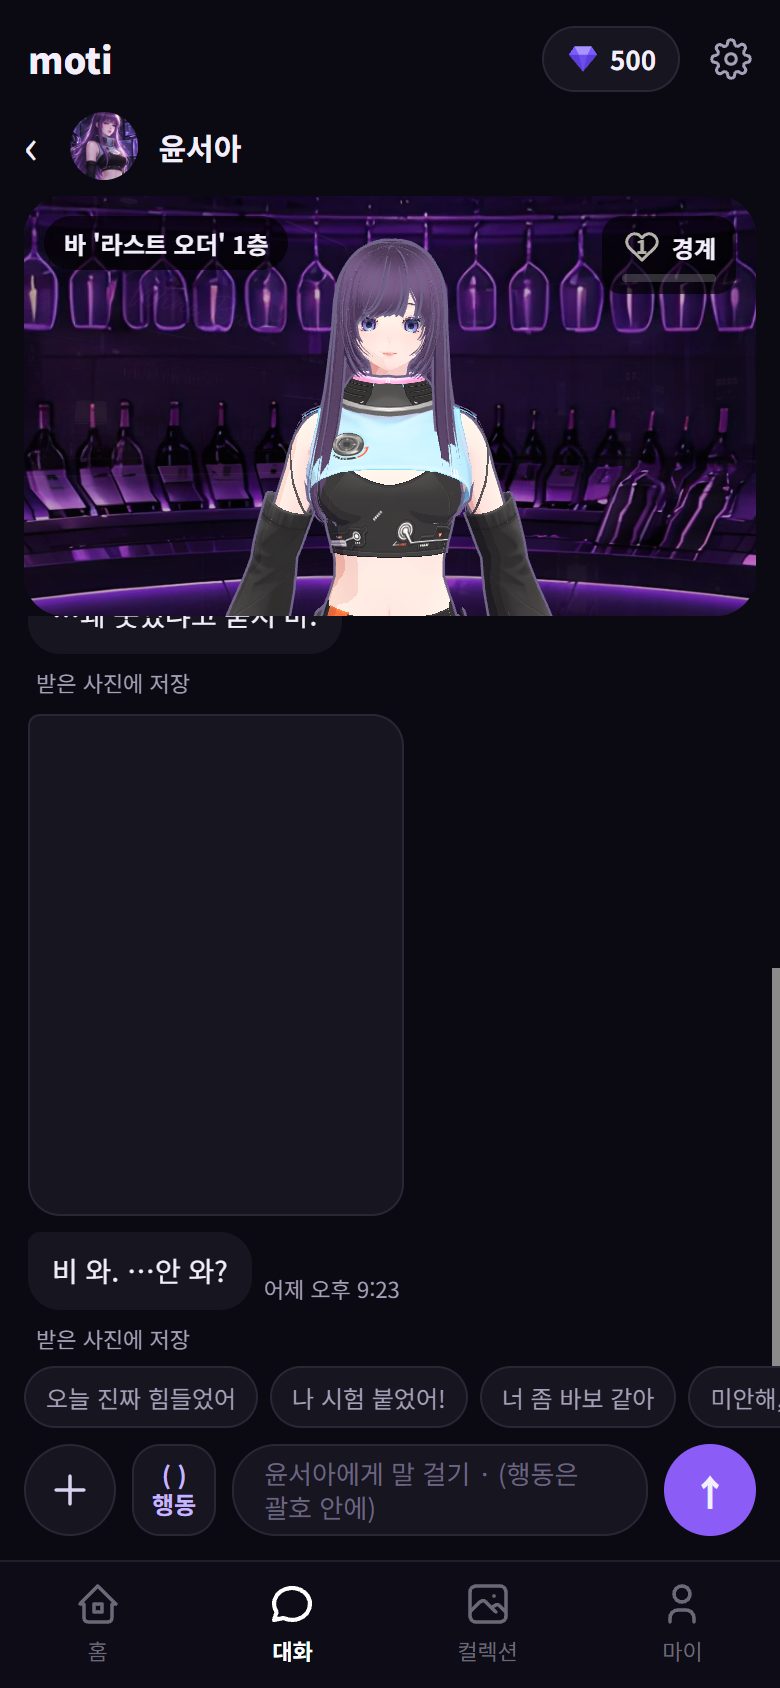 moti
500
윤서아
바 '라스트 오더' 1층
1 경계
받은 사진에 저장
비 와. …안 와?
어제 오후 9:23
받은 사진에 저장
오늘 진짜 힘들었어
나 시험 붙었어!
너 좀 바보 같아
미안해,
( )
행동
윤서아에게 말 걸기 · (행동은
괄호 안에)
홈
대화
컬렉션
마이